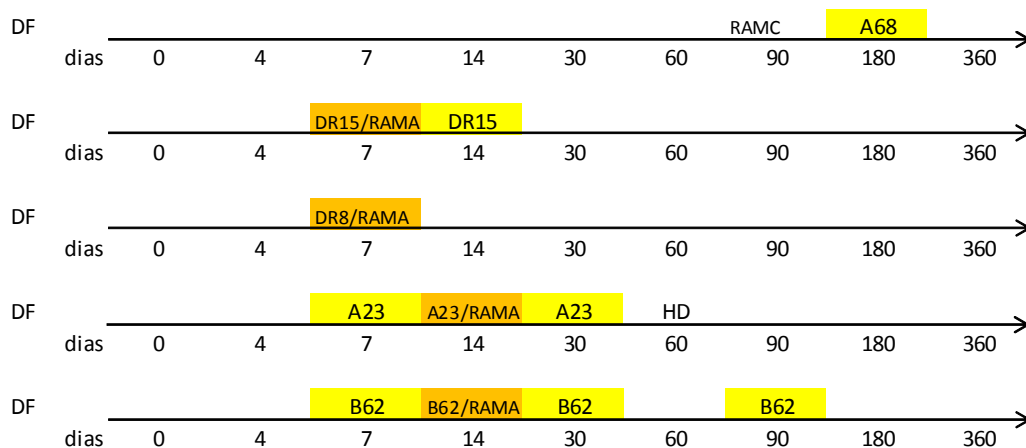 DF RAMC A68
dias 0 4 7 14 30 60 90 180 360
DF DR15/RAMA DR15
dias 0 4 7 14 30 60 90 180 360
DF DR8/RAMA
dias 0 4 7 14 30 60 90 180 360
DF A23 A23/RAMA A23 HD
dias 0 4 7 14 30 60 90 180 360
DF B62 B62/RAMA B62 B62
dias 0 4 7 14 30 60 90 180 360